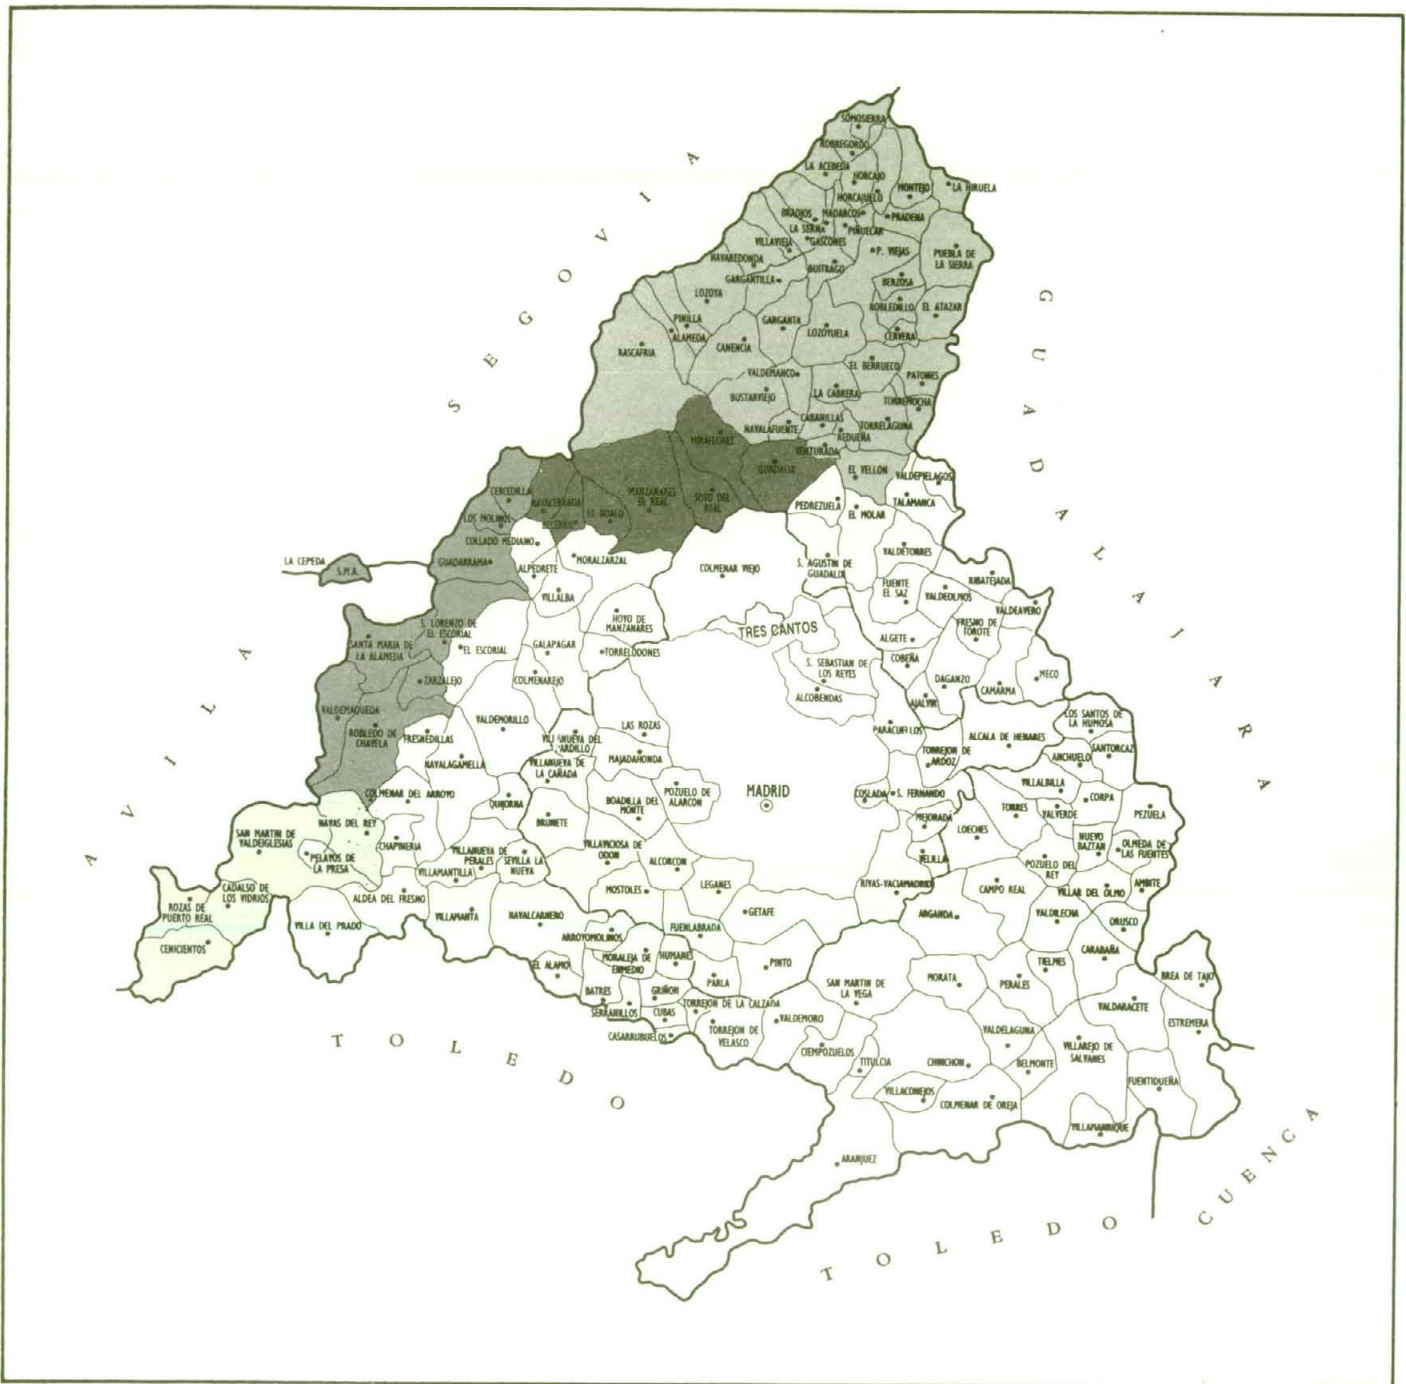 SEGOVIA
GUADALAJARA
AVILA
TOLEDO
TOLEDO
CUENCA
SOMOSIERRA
ROBREGORDO
LA ACEBEDA
HORCAJO
HORCAJUELO
MONTEJO
LA HIRUELA
BRAOJOS
MADARCOS
PRADENA
LA SERNA
PIÑUECAR
VILLAVIEJA
GASCONES
P. VIEJAS
PUEBLA DE
LA SIERRA
NAVAREDONDA
BUITRAGO
GARGANTILLA
BERZOSA
LOZOYA
ROBLEDILLO
EL ATAZAR
PINILLA
ALAMEDA
GARGANTA
LOZOYUELA
CERVERA
RASCAFRIA
CANENCIA
EL BERRUECO
VALDEMANCO
PATONES
BUSTARVIEJO
LA CABRERA
TORREMOCHA
CABANILLAS
NAVALAFUENTE
TORRELAGUNA
REDUEÑA
MIRAFLORES
VENTURADA
GUADALIX
EL VELLON
VALDEPIELAGOS
CERCEDILLA
NAVACERRADA
MANZANARES
EL REAL
SOTO DEL
REAL
TALAMANCA
PEDREZUELA
EL MOLAR
LOS MOLINOS
BECERRIL
EL BOALO
COLLADO MEDIANO
LA CEPEDA
S.M.A.
GUADARRAMA
ALPEDRETE
MORALZARZAL
COLMENAR VIEJO
S. AGUSTIN DE
GUADALIX
VALDETORRES
VILLALBA
FUENTE
EL SAZ
VALDEOLMOS
RIBATEJADA
VALDEAVERO
HOYO DE
MANZANARES
TRES CANTOS
FRESNO DE
TOROTE
S. LORENZO DE
EL ESCORIAL
SANTA MARIA DE
LA ALAMEDA
EL ESCORIAL
GALAPAGAR
TORRELODONES
ALGETE
COBEÑA
S. SEBASTIAN DE
LOS REYES
ZARZALEJO
COLMENAREJO
ALCOBENDAS
DAGANZO
CAMARMA
MECO
AJALVIR
VALDEMAQUEDA
ROBLEDO DE
CHAVELA
FRESNEDILLAS
VALDEMORILLO
LAS ROZAS
PARACUELLOS
ALCALA DE HENARES
LOS SANTOS DE
LA HUMOSA
VILLANUEVA DEL
PARDILLO
NAVALAGAMELLA
VILLANUEVA DE
LA CAÑADA
MAJADAHONDA
TORREJON DE
ARDOZ
ANCHUELO
SANTORCAZ
COLMENAR DEL ARROYO
QUIJORNA
BOADILLA DEL
MONTE
POZUELO DE
ALARCON
MADRID
COSLADA
S. FERNANDO
VILLALBILLA
CORPA
TORRES
VALVERDE
PEZUELA
NAVAS DEL REY
BRUNETE
MEJORADA
LOECHES
NUEVO
BAZTAN
OLMEDA DE
LAS FUENTES
SAN MARTIN DE
VALDEIGLESIAS
PELAYOS DE
LA PRESA
CHAPINERIA
VILLANUEVA DE
PERALES
SEVILLA LA
NUEVA
VILLAVICIOSA DE
ODON
ALCORCON
VELILLA
POZUELO DEL
REY
VILLAMANTILLA
CADALSO DE
LOS VIDRIOS
ALDEA DEL FRESNO
MOSTOLES
LEGANES
RIVAS-VACIAMADRID
CAMPO REAL
VILLAR DEL OLMO
AMBITE
ROZAS DE
PUERTO REAL
VILLAMANTA
NAVALCARNERO
GETAFE
ARGANDA
VALDILECHA
ORUSCO
VILLA DEL PRADO
CENICIENTOS
ARROYOMOLINOS
FUENLABRADA
MORALEJA DE
ENMEDIO
HUMANES
PINTO
CARABAÑA
TIELMES
EL ALAMO
PARLA
MORATA
PERALES
BREA DE TAJO
BATRES
GRIÑON
SAN MARTIN DE
LA VEGA
SERRANILLOS
CUBAS
TORREJON DE LA CALZADA
VALDARACETE
CASARRUBUELOS
TORREJON DE
VELASCO
VALDEMORO
VALDELAGUNA
ESTREMERA
CIEMPOZUELOS
TITULCIA
CHINCHON
BELMONTE
VILLAREJO DE
SALVANES
FUENTIDUEÑA
VILLACONEJOS
COLMENAR DE OREJA
VILLAMANRIQUE
ARANJUEZ